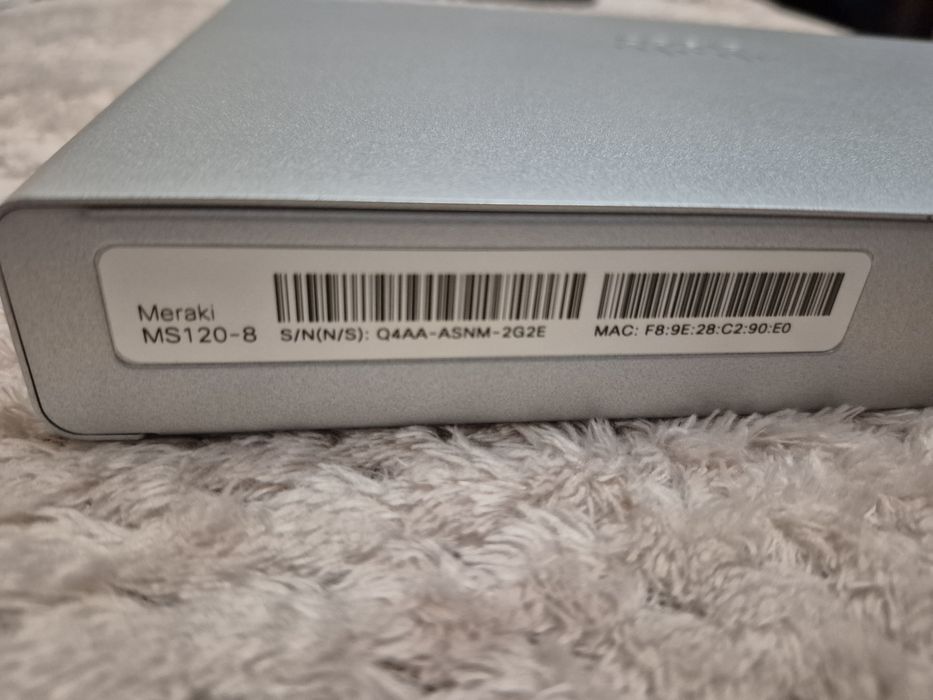 Meraki
MS120-8
S/N(N/S): Q4AA-ASNM-2G2E
MAC: F8:9E:28:C2:90:E0